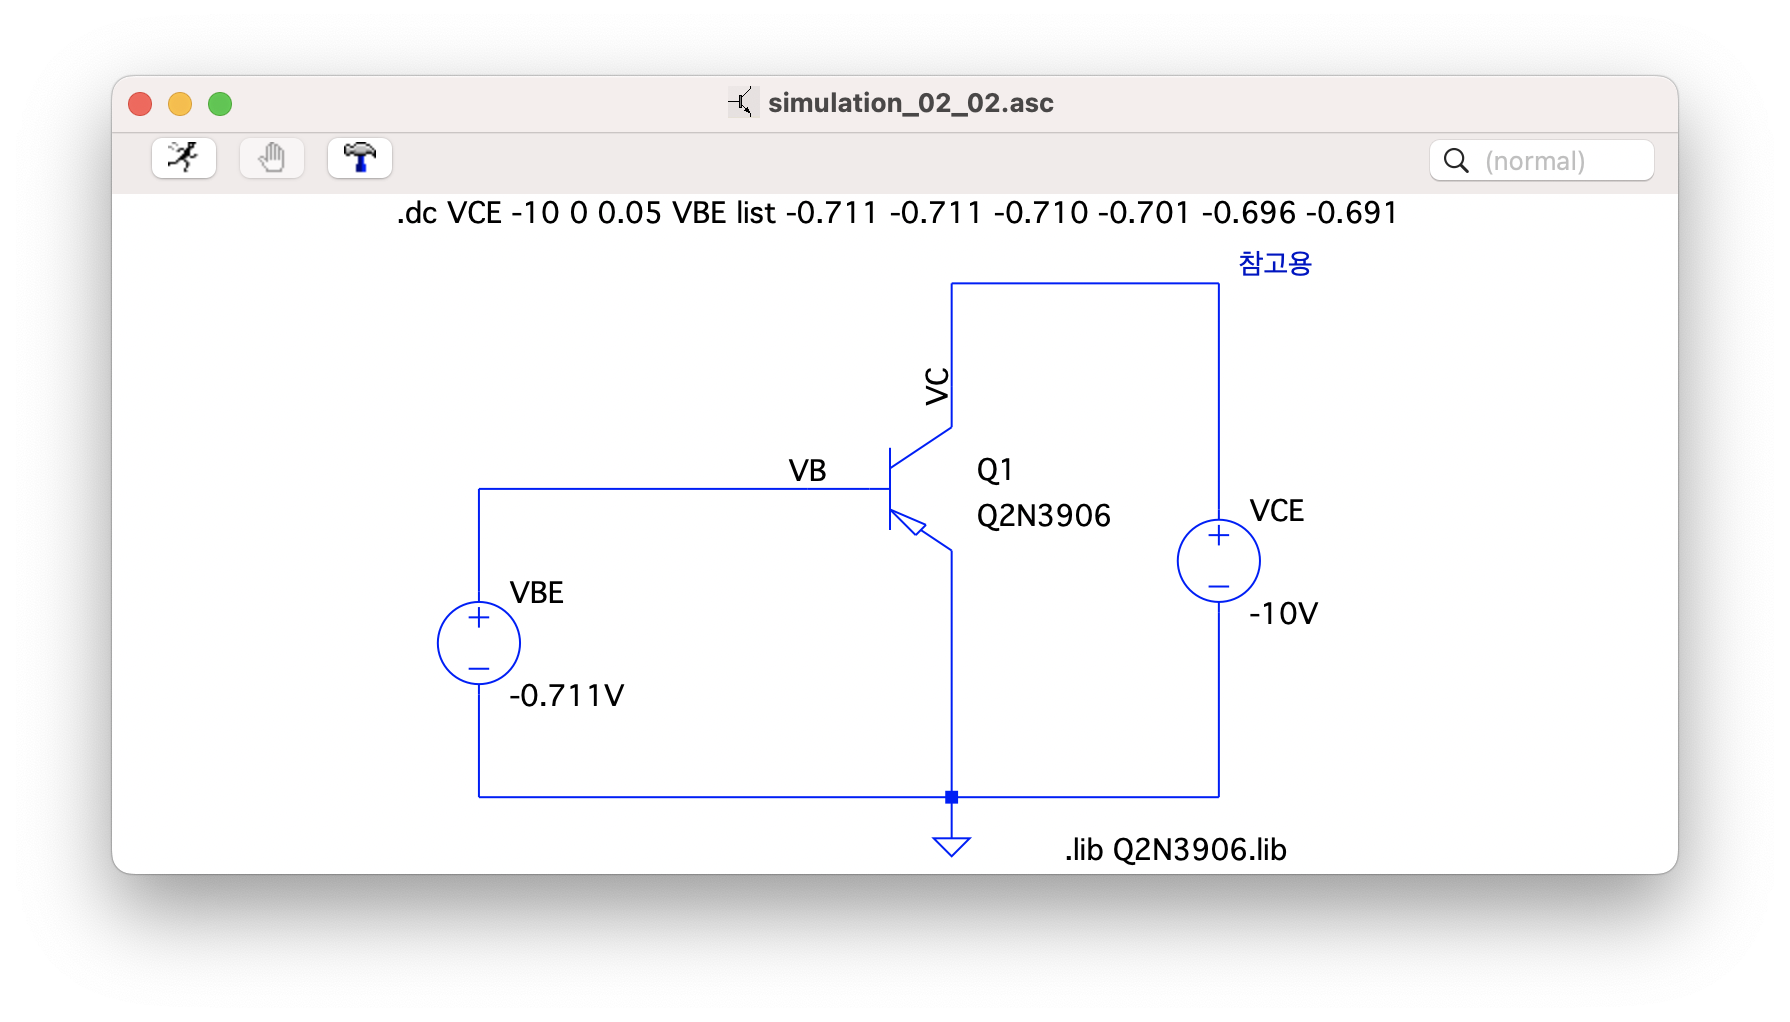 simulation_02_02.asc
(normal)
.dc VCE -10 0 0.05 VBE list -0.711 -0.711 -0.710 -0.701 -0.696 -0.691
참고용
VC
VB
Q1
Q2N3906
VCE
+
−
-10V
VBE
+
−
-0.711V
.lib Q2N3906.lib